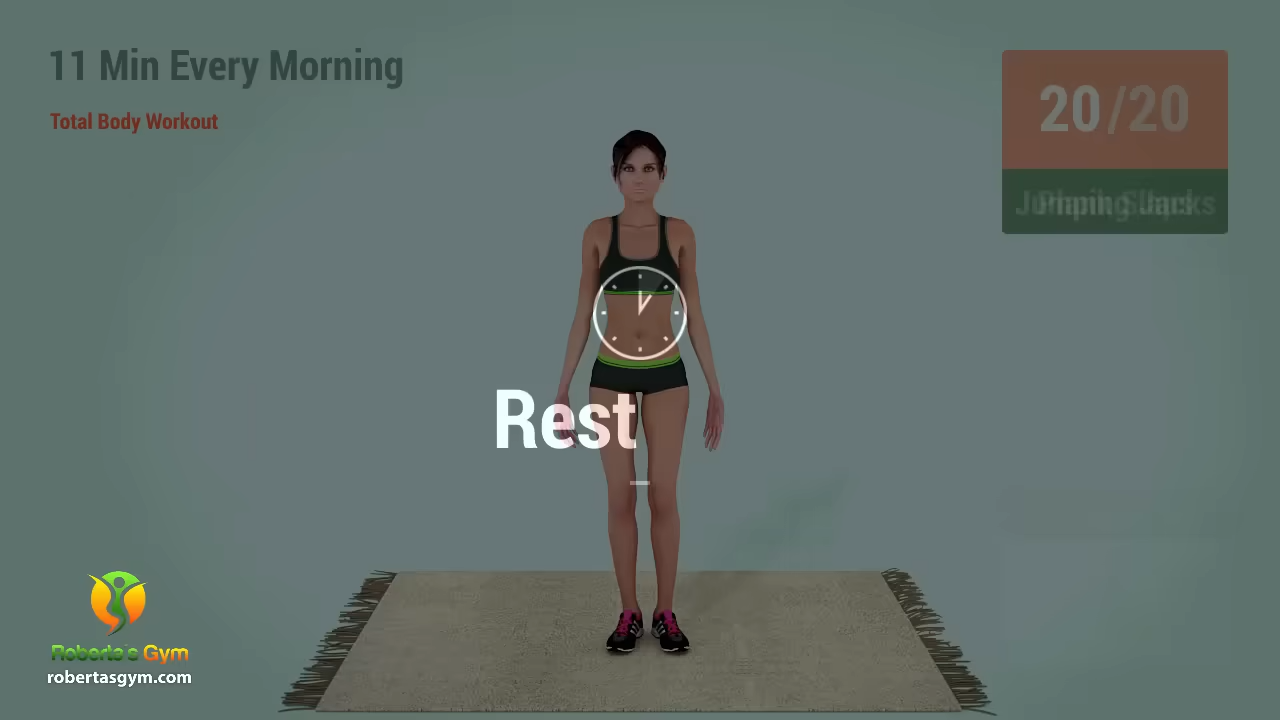 11 Min Every Morning
Total Body Workout
20/20
Rest
Roberta's Gym
robertasgym.com